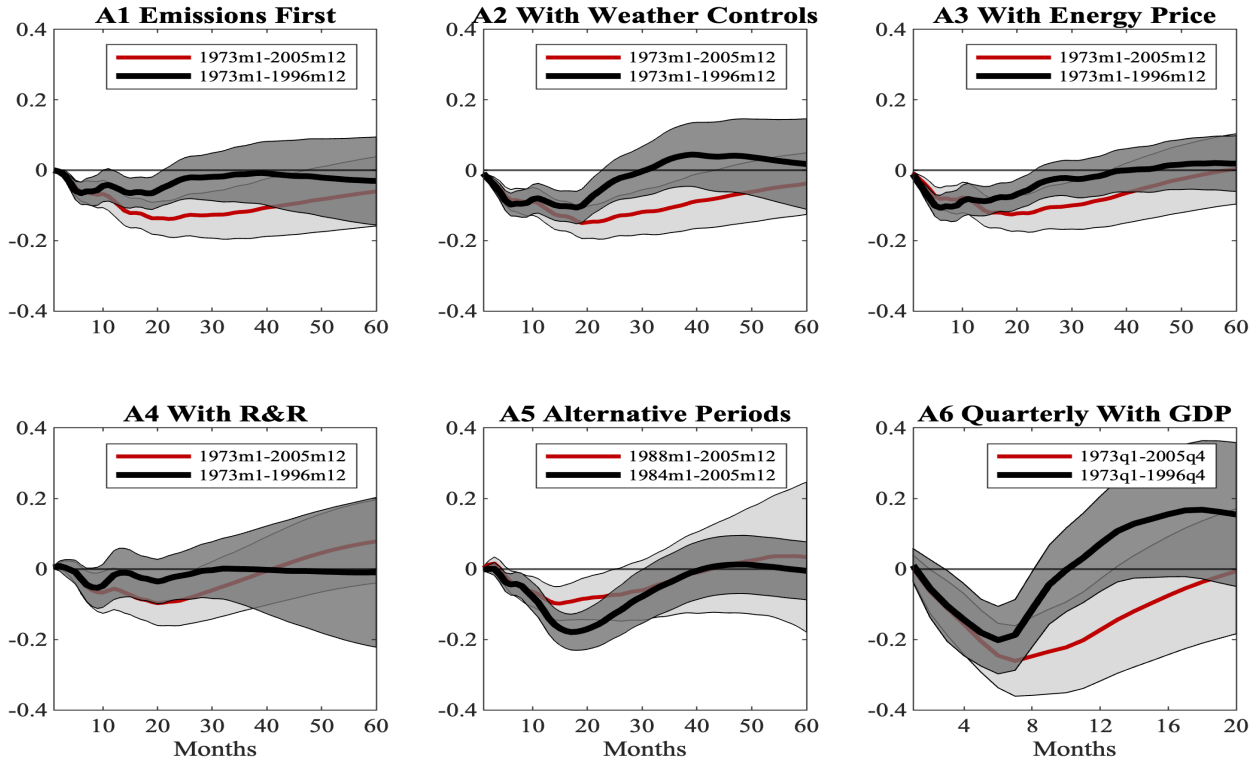 A1 Emissions First
1973m1-2005m12
1973m1-1996m12
0.4
0.2
0
-0.2
-0.4
10 20 30 40 50 60
A2 With Weather Controls
1973m1-2005m12
1973m1-1996m12
0.4
0.2
0
-0.2
-0.4
10 20 30 40 50 60
A3 With Energy Price
1973m1-2005m12
1973m1-1996m12
0.4
0.2
0
-0.2
-0.4
10 20 30 40 50 60
A4 With R&R
1973m1-2005m12
1973m1-1996m12
0.4
0.2
0
-0.2
-0.4
10 20 30 40 50 60
Months
A5 Alternative Periods
1988m1-2005m12
1984m1-2005m12
0.4
0.2
0
-0.2
-0.4
10 20 30 40 50 60
Months
A6 Quarterly With GDP
1973q1-2005q4
1973q1-1996q4
0.4
0.2
0
-0.2
-0.4
4 8 12 16 20
Months